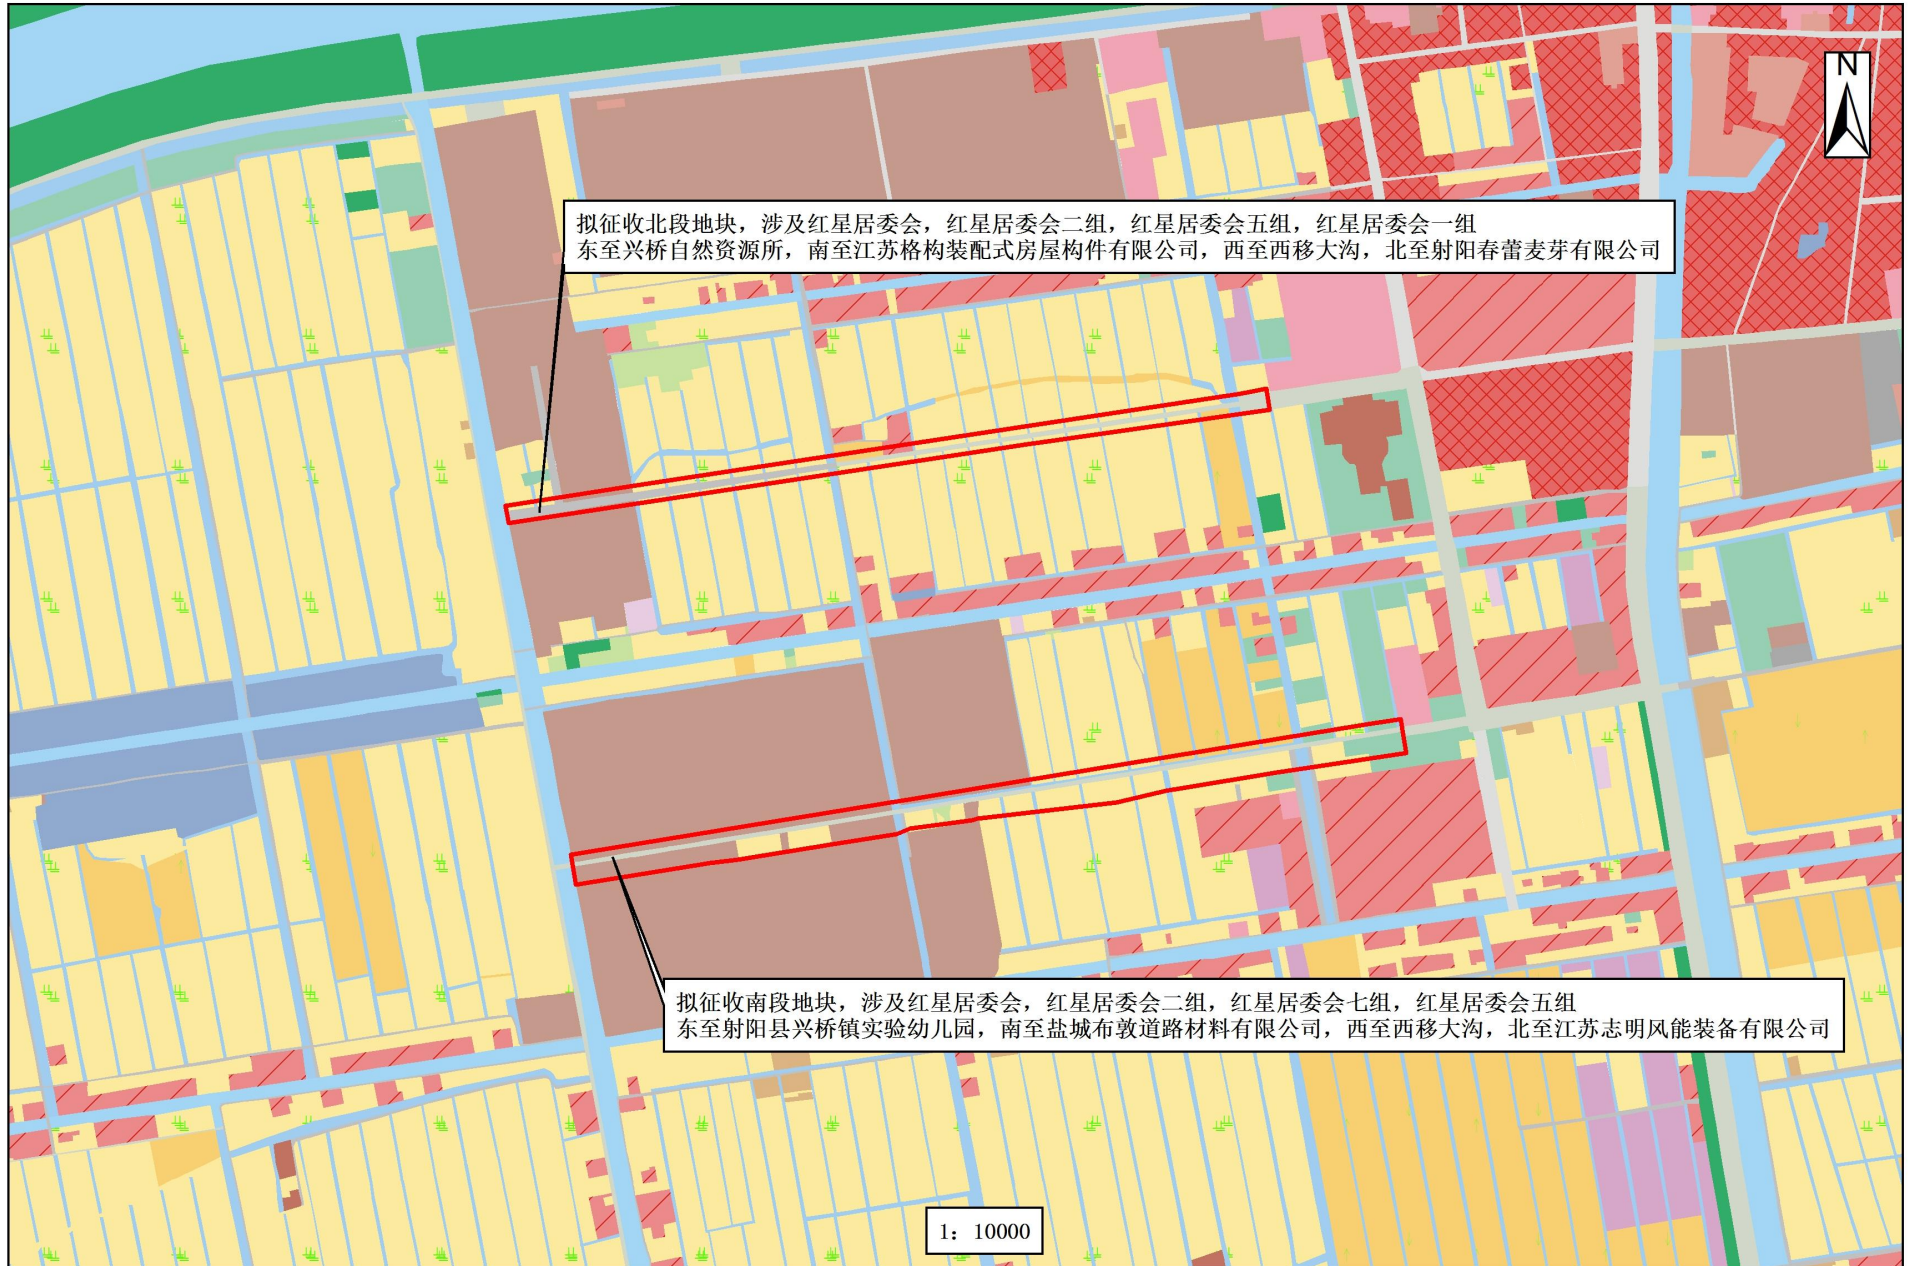 N
拟征收北段地块，涉及红星居委会，红星居委会二组，红星居委会五组，红星居委会一组
东至兴桥自然资源所，南至江苏格构装配式房屋构件有限公司，西至西移大沟，北至射阳春蕾麦芽有限公司
拟征收南段地块，涉及红星居委会，红星居委会二组，红星居委会七组，红星居委会五组
东至射阳县兴桥镇实验幼儿园，南至盐城布敦道路材料有限公司，西至西移大沟，北至江苏志明风能装备有限公司
1：10000